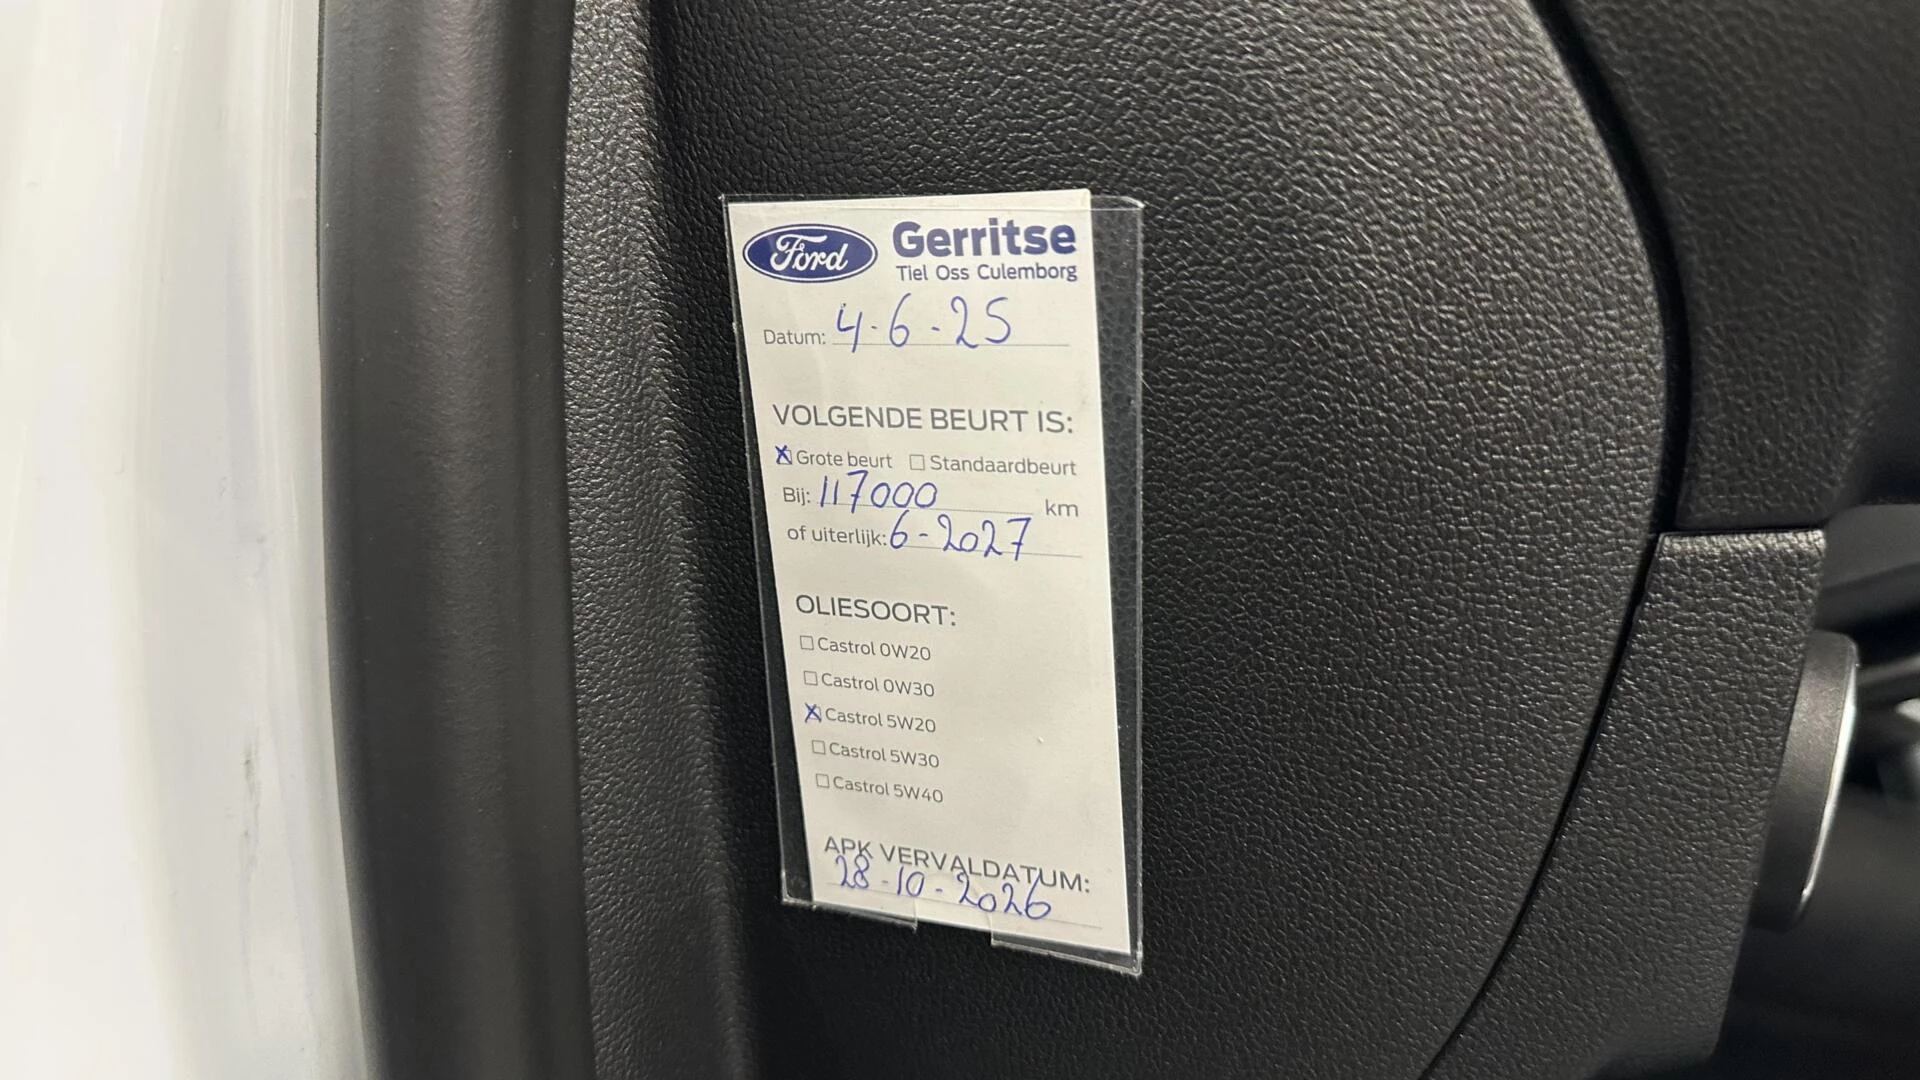 Ford Gerritse
Tiel Oss Culemborg
Datum: 4-6-25
VOLGENDE BEURT IS:
☒ Grote beurt ☐ Standaardbeurt
Bij: 117000 km
of uiterlijk: 6-2027
OLIESOORT:
☐ Castrol 0W20
☐ Castrol 0W30
☒ Castrol 5W20
☐ Castrol 5W30
☐ Castrol 5W40
APK VERVALDATUM:
28-10-2026